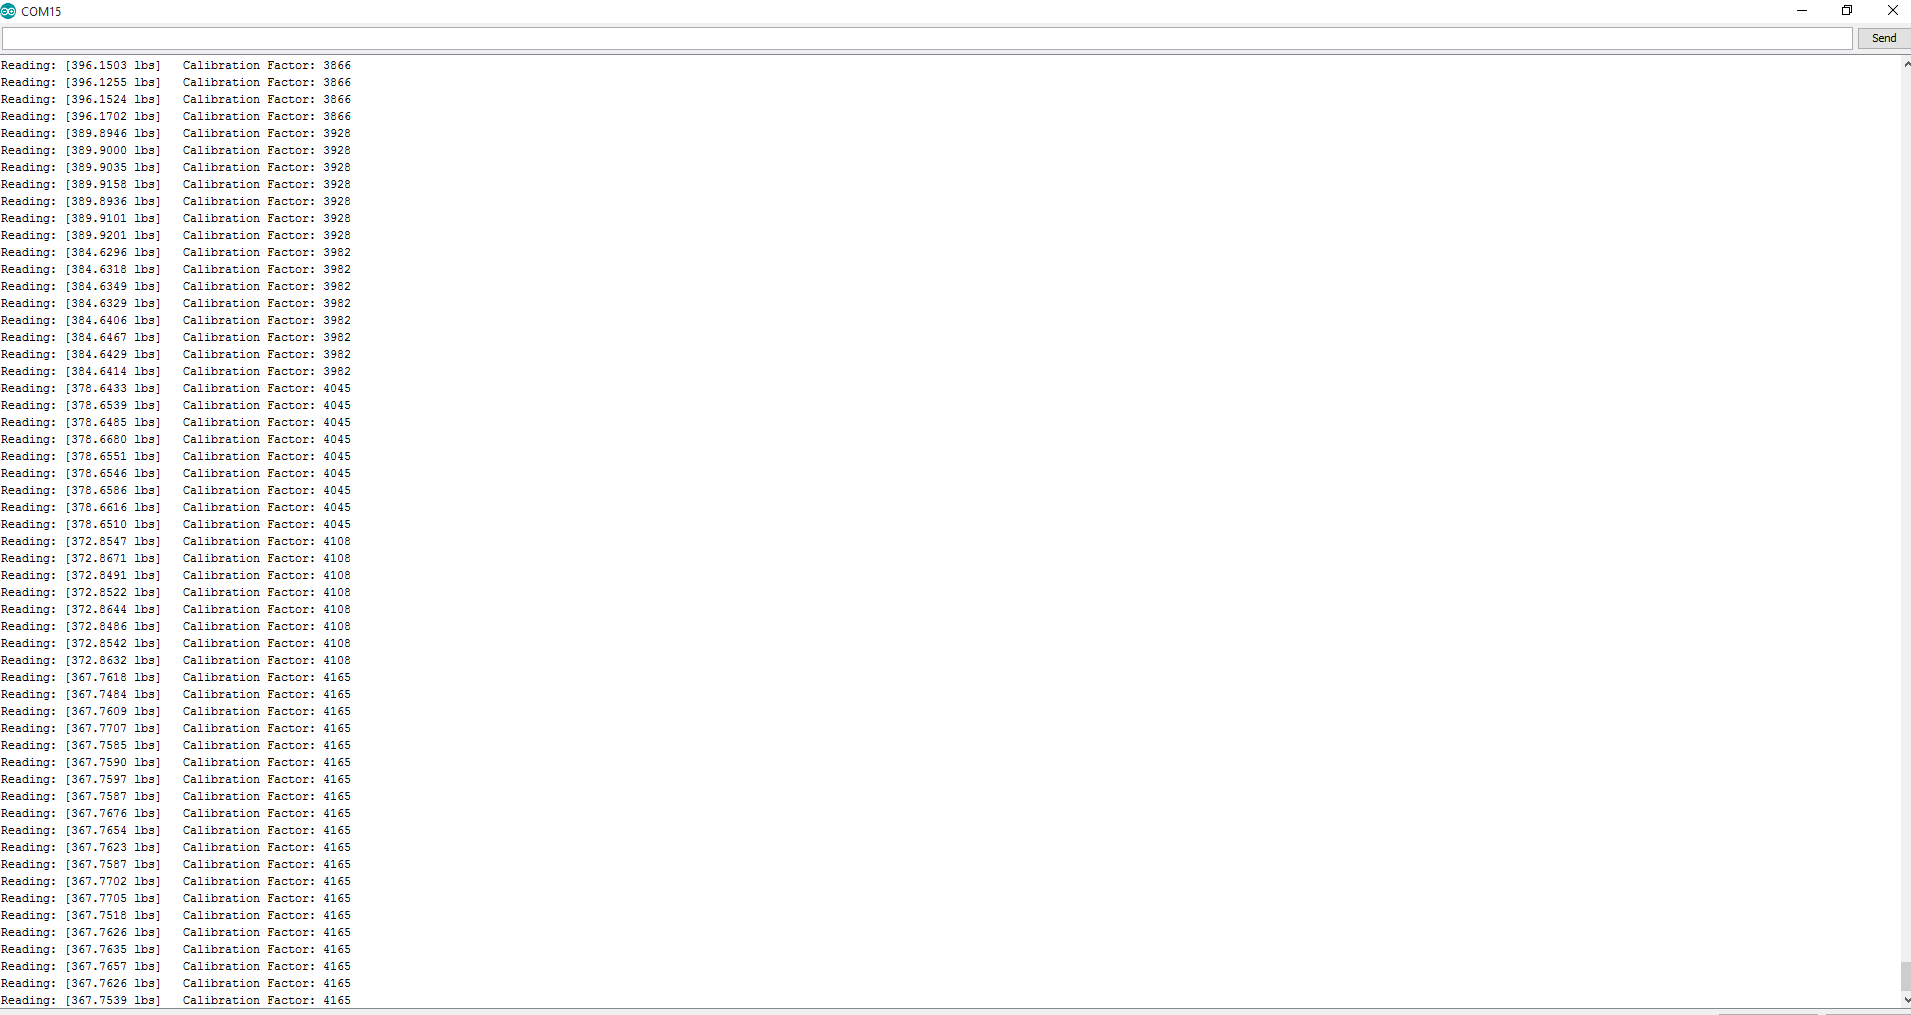 COM15
Send
Reading: [396.1503 lbs]   Calibration Factor: 3866
Reading: [396.1255 lbs]   Calibration Factor: 3866
Reading: [396.1524 lbs]   Calibration Factor: 3866
Reading: [396.1702 lbs]   Calibration Factor: 3866
Reading: [389.8946 lbs]   Calibration Factor: 3928
Reading: [389.9000 lbs]   Calibration Factor: 3928
Reading: [389.9035 lbs]   Calibration Factor: 3928
Reading: [389.9158 lbs]   Calibration Factor: 3928
Reading: [389.8936 lbs]   Calibration Factor: 3928
Reading: [389.9101 lbs]   Calibration Factor: 3928
Reading: [389.9201 lbs]   Calibration Factor: 3928
Reading: [384.6296 lbs]   Calibration Factor: 3982
Reading: [384.6318 lbs]   Calibration Factor: 3982
Reading: [384.6349 lbs]   Calibration Factor: 3982
Reading: [384.6329 lbs]   Calibration Factor: 3982
Reading: [384.6406 lbs]   Calibration Factor: 3982
Reading: [384.6467 lbs]   Calibration Factor: 3982
Reading: [384.6429 lbs]   Calibration Factor: 3982
Reading: [384.6414 lbs]   Calibration Factor: 3982
Reading: [378.6433 lbs]   Calibration Factor: 4045
Reading: [378.6539 lbs]   Calibration Factor: 4045
Reading: [378.6485 lbs]   Calibration Factor: 4045
Reading: [378.6680 lbs]   Calibration Factor: 4045
Reading: [378.6551 lbs]   Calibration Factor: 4045
Reading: [378.6546 lbs]   Calibration Factor: 4045
Reading: [378.6586 lbs]   Calibration Factor: 4045
Reading: [378.6616 lbs]   Calibration Factor: 4045
Reading: [378.6510 lbs]   Calibration Factor: 4045
Reading: [372.8547 lbs]   Calibration Factor: 4108
Reading: [372.8671 lbs]   Calibration Factor: 4108
Reading: [372.8491 lbs]   Calibration Factor: 4108
Reading: [372.8522 lbs]   Calibration Factor: 4108
Reading: [372.8644 lbs]   Calibration Factor: 4108
Reading: [372.8486 lbs]   Calibration Factor: 4108
Reading: [372.8542 lbs]   Calibration Factor: 4108
Reading: [372.8632 lbs]   Calibration Factor: 4108
Reading: [367.7618 lbs]   Calibration Factor: 4165
Reading: [367.7484 lbs]   Calibration Factor: 4165
Reading: [367.7609 lbs]   Calibration Factor: 4165
Reading: [367.7707 lbs]   Calibration Factor: 4165
Reading: [367.7585 lbs]   Calibration Factor: 4165
Reading: [367.7590 lbs]   Calibration Factor: 4165
Reading: [367.7597 lbs]   Calibration Factor: 4165
Reading: [367.7587 lbs]   Calibration Factor: 4165
Reading: [367.7676 lbs]   Calibration Factor: 4165
Reading: [367.7654 lbs]   Calibration Factor: 4165
Reading: [367.7623 lbs]   Calibration Factor: 4165
Reading: [367.7587 lbs]   Calibration Factor: 4165
Reading: [367.7702 lbs]   Calibration Factor: 4165
Reading: [367.7705 lbs]   Calibration Factor: 4165
Reading: [367.7518 lbs]   Calibration Factor: 4165
Reading: [367.7626 lbs]   Calibration Factor: 4165
Reading: [367.7635 lbs]   Calibration Factor: 4165
Reading: [367.7657 lbs]   Calibration Factor: 4165
Reading: [367.7626 lbs]   Calibration Factor: 4165
Reading: [367.7539 lbs]   Calibration Factor: 4165